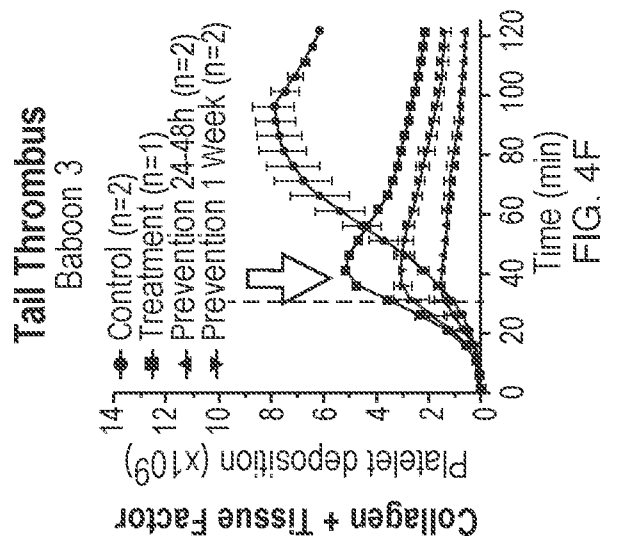 Tail Thrombus
Baboon 3
Control (n=2)
Treatment (n=1)
Prevention 24-48h (n=2)
Prevention 1 Week (n=2)
Collagen + Tissue Factor
Platelet deposition (x109)
14
12
10
8
6
4
2
0
0
20
40
60
80
100
120
Time (min)
FIG. 4F